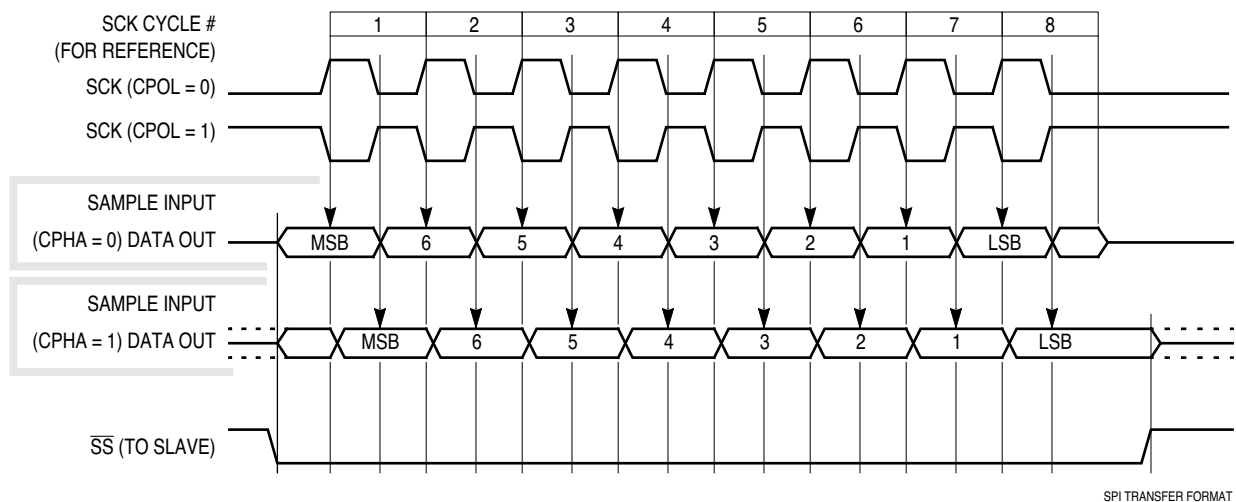 SCK CYCLE #
(FOR REFERENCE)
1 2 3 4 5 6 7 8
SCK (CPOL = 0)
SCK (CPOL = 1)
SAMPLE INPUT
(CPHA = 0) DATA OUT
MSB 6 5 4 3 2 1 LSB
SAMPLE INPUT
(CPHA = 1) DATA OUT
MSB 6 5 4 3 2 1 LSB
S̅S̅ (TO SLAVE)
SPI TRANSFER FORMAT